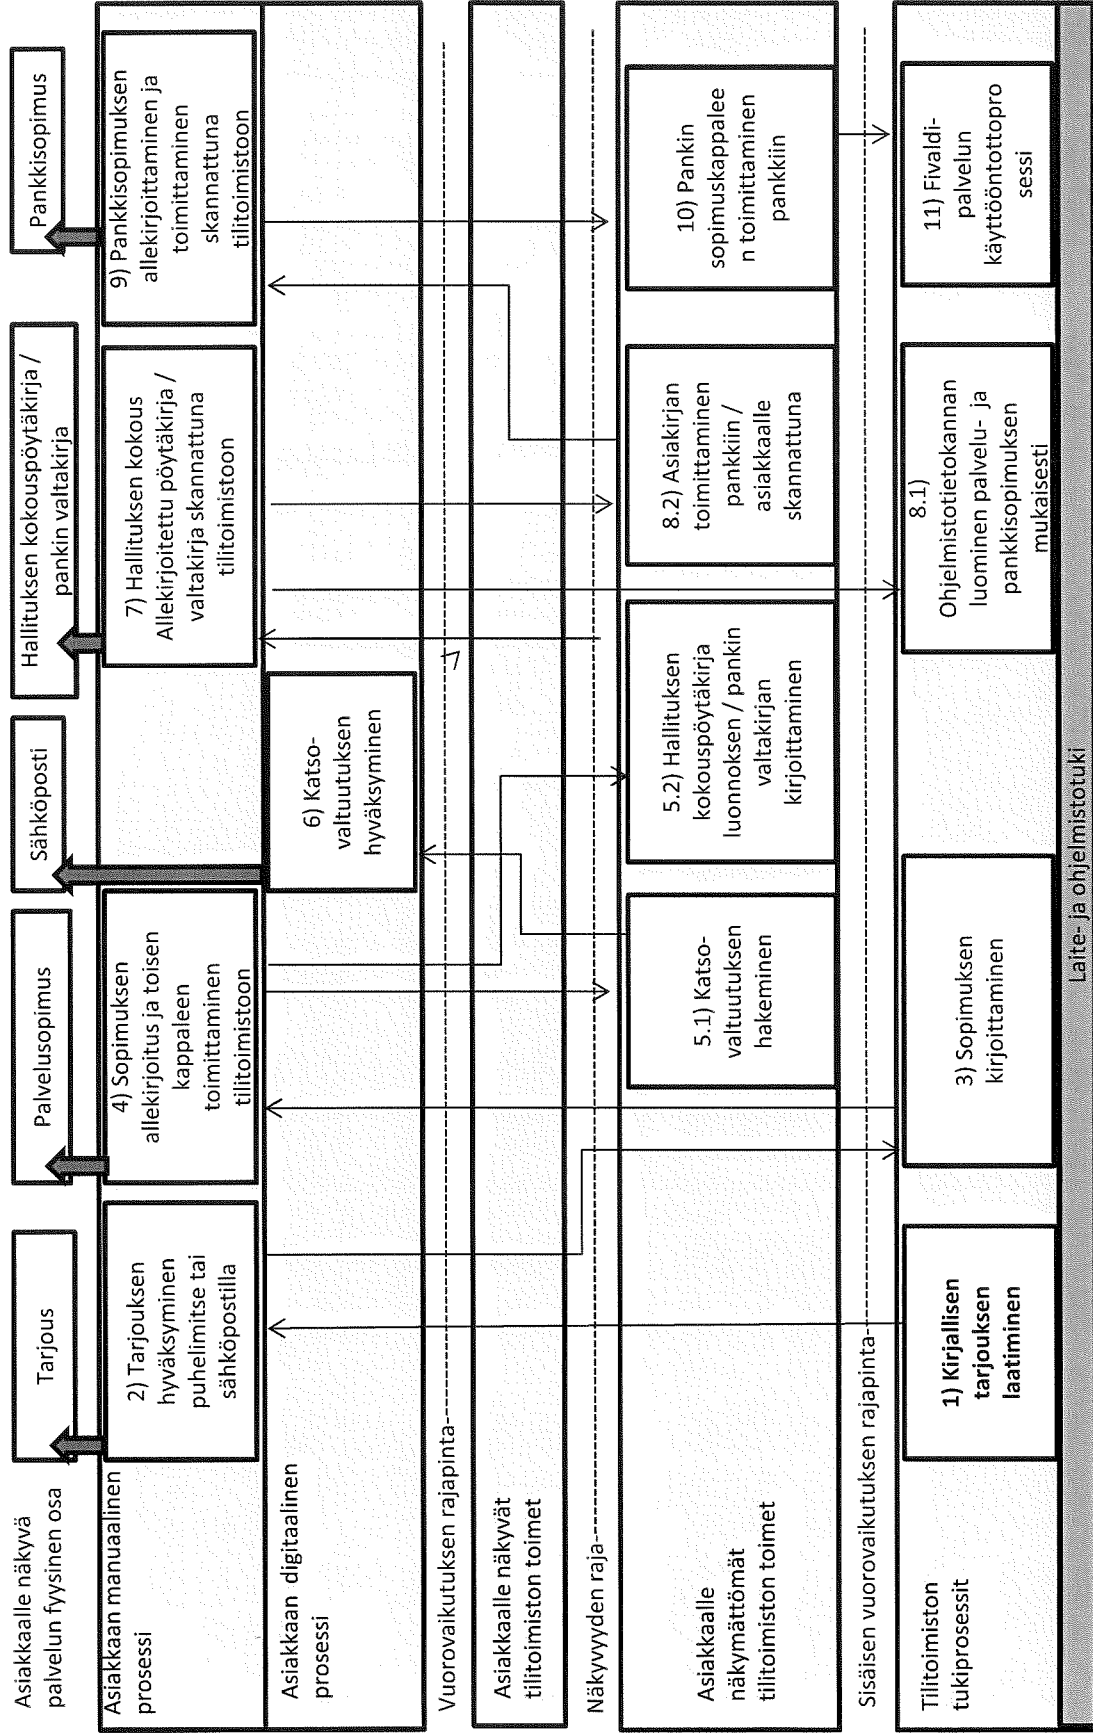 Asiakkaalle näkyvä
palvelun fyysinen osa
Tarjous
Palvelusopimus
Sähköposti
Hallituksen kokouspöytäkirja /
pankin valtakirja
Pankkisopimus
Asiakkaan manuaalinen
prosessi
2) Tarjouksen
hyväksyminen
puhelimitse tai
sähköpostilla
4) Sopimuksen
allekirjoitus ja toisen
kappaleen
toimittaminen
tilitoimistoon
7) Hallituksen kokous
Allekirjoitettu pöytäkirja /
valtakirja skannattuna
tilitoimistoon
9) Pankkisopimuksen
allekirjoittaminen ja
toimittaminen
skannattuna
tilitoimistoon
Asiakkaan digitaalinen
prosessi
6) Katso-
valtuutuksen
hyväksyminen
Vuorovaikutuksen rajapinta
Asiakkaalle näkyvät
tilitoimiston toimet
Näkyvyyden raja
Asiakkaalle
näkymättömät
tilitoimiston toimet
5.1) Katso-
valtuutuksen
hakeminen
5.2) Hallituksen
kokouspöytäkirja
luonnoksen / pankin
valtakirjan
kirjoittaminen
8.2) Asiakirjan
toimittaminen
pankkiin /
asiakkaalle
skannattuna
10) Pankin
sopimuskappalee
n toimittaminen
pankkiin
Sisäisen vuorovaikutuksen rajapinta
Tilitoimiston
tukiprosessit
1) Kirjallisen
tarjouksen
laatiminen
3) Sopimuksen
kirjoittaminen
8.1)
Ohjelmistotietokannan
luominen palvelu- ja
pankkisopimuksen
mukaisesti
11) Fivaldi-
palvelun
käyttööntottopro
sessi
Laite- ja ohjelmistotuki